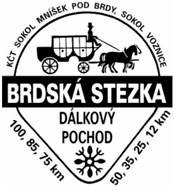 KČT SOKOL MNÍŠEK POD BRDY, SOKOL VOZNICE
BRDSKÁ STEZKA
DÁLKOVÝ
POCHOD
100, 85, 75 km
50, 35, 25, 12 km